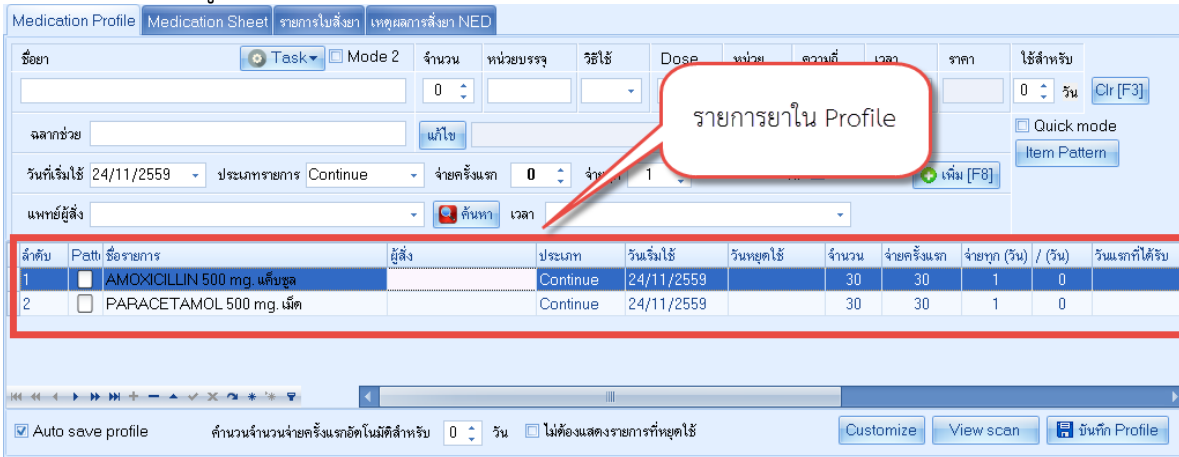 Medication Profile Medication Sheet รายการใบสั่งยา เหตุผลการสั่งยา NED
ชื่อยา Task Mode 2 จำนวน หน่วยบรรจุ วิธีใช้ Dose หน่วย ความถี่ เวลา ราคา ใช้สำหรับ
0 0 วัน Clr [F3]
รายการยาใน Profile
ฉลากช่วย แก้ไข Quick mode
Item Pattern
วันที่เริ่มใช้ 24/11/2559 ประเภทรายการ Continue จ่ายครั้งแรก 0 1 เพิ่ม [F8]
แพทย์ผู้สั่ง ค้นหา เวลา
ลำดับ Patt ชื่อรายการ ผู้สั่ง ประเภท วันเริ่มใช้ วันหยุดใช้ จำนวน จ่ายครั้งแรก จ่ายทุก (วัน) / (วัน) วันแรกที่ได้รับ
1 AMOXICILLIN 500 mg. แค็บซูล Continue 24/11/2559 30 30 1 0
2 PARACETAMOL 500 mg. เม็ด Continue 24/11/2559 30 30 1 0
Auto save profile คำนวนจำนวนจ่ายครั้งแรกอัตโนมัติสำหรับ 0 วัน ไม่ต้องแสดงรายการที่หยุดใช้ Customize View scan บันทึก Profile